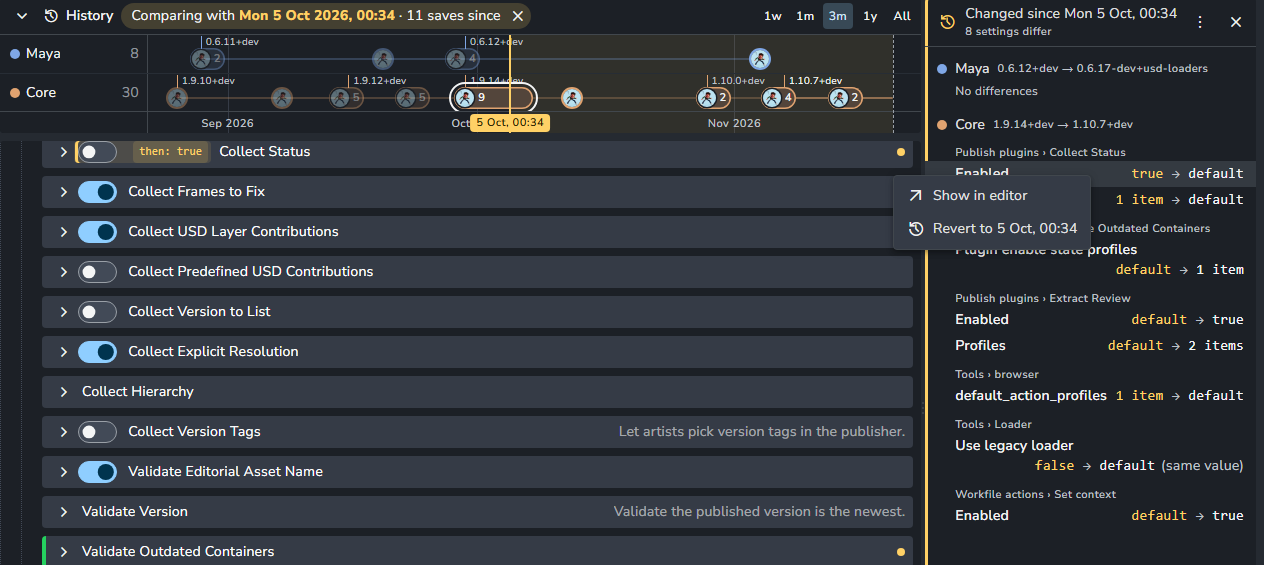 History
Comparing with Mon 5 Oct 2026, 00:34 · 11 saves since
1w 1m 3m 1y All
Maya 8
0.6.11+dev
0.6.12+dev
2
4
Core 30
1.9.10+dev
1.9.12+dev
1.9.14+dev
1.10.0+dev
1.10.7+dev
5
5
9
2
4
2
Sep 2026
Oct
5 Oct, 00:34
Nov 2026
then: true Collect Status
Collect Frames to Fix
Collect USD Layer Contributions
Collect Predefined USD Contributions
Collect Version to List
Collect Explicit Resolution
Collect Hierarchy
Collect Version Tags Let artists pick version tags in the publisher.
Validate Editorial Asset Name
Validate Version Validate the published version is the newest.
Validate Outdated Containers
Changed since Mon 5 Oct, 00:34
8 settings differ
Maya 0.6.12+dev → 0.6.17-dev+usd-loaders
No differences
Core 1.9.14+dev → 1.10.7+dev
Publish plugins › Collect Status
Enabled true → default
1 item → default
Show in editor
Revert to 5 Oct, 00:34
Outdated Containers
Plugin enable state profiles
default → 1 item
Publish plugins › Extract Review
Enabled default → true
Profiles default → 2 items
Tools › browser
default_action_profiles 1 item → default
Tools › Loader
Use legacy loader
false → default (same value)
Workfile actions › Set context
Enabled default → true